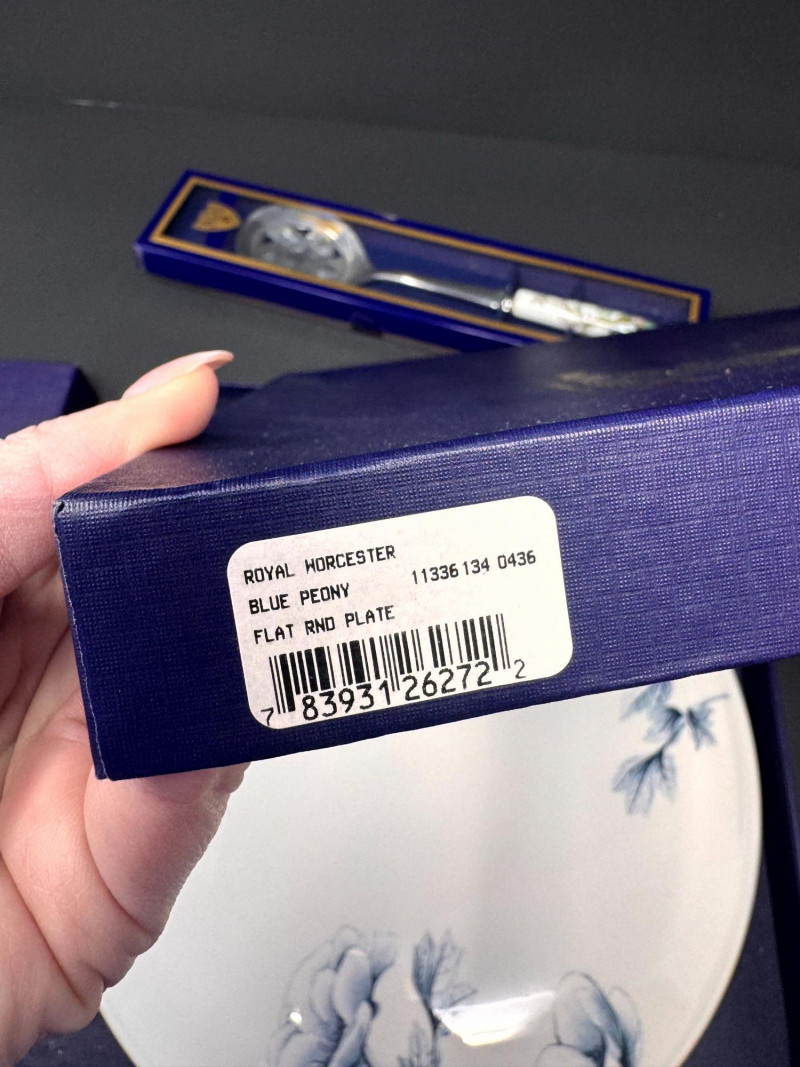 ROYAL WORCESTER
BLUE PEONY 11336134 0436
FLAT RND PLATE
7 83931 26272 2